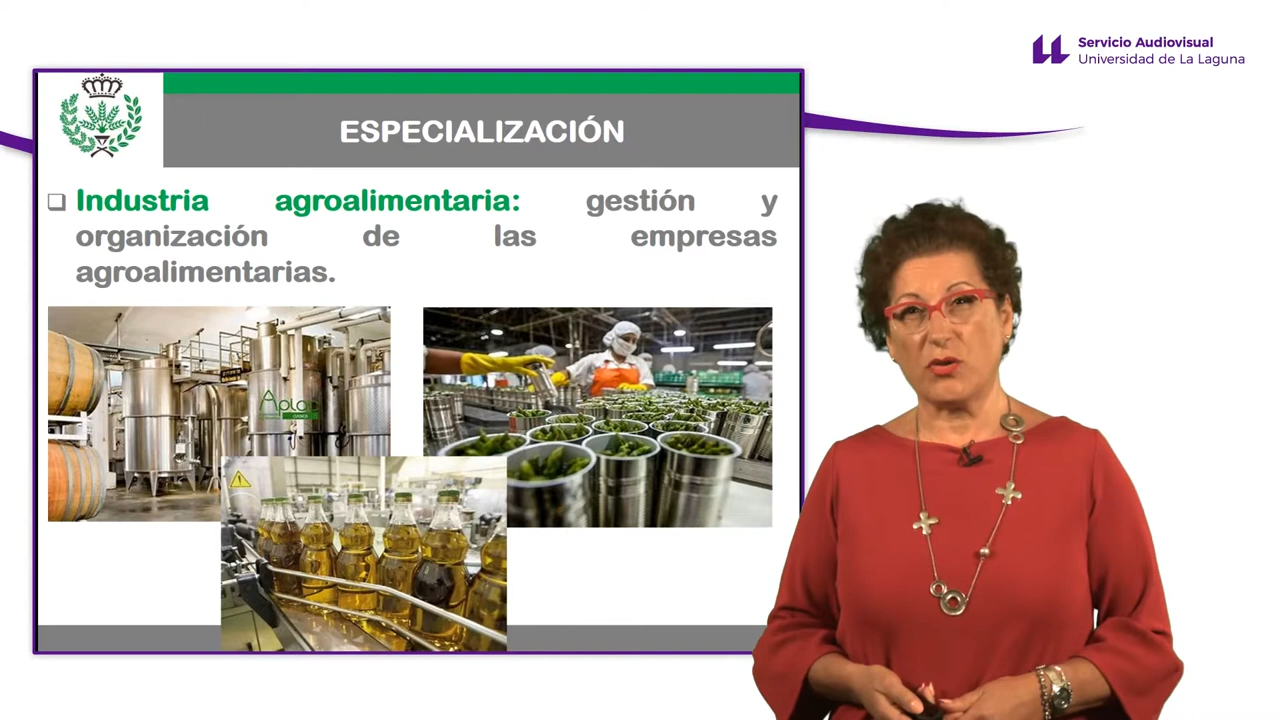 Servicio Audiovisual
Universidad de La Laguna
ESPECIALIZACIÓN
Industria agroalimentaria: gestión y
organización de las empresas
agroalimentarias.